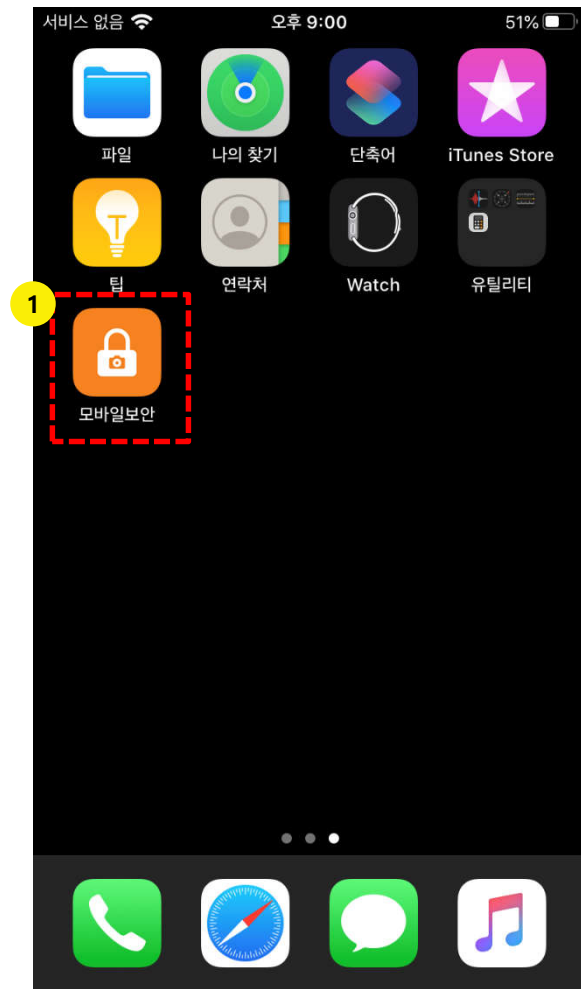 서비스 없음 오후 9:00 51%
파일 나의 찾기 단축어 iTunes Store
팁 연락처 Watch 유틸리티
1
모바일보안